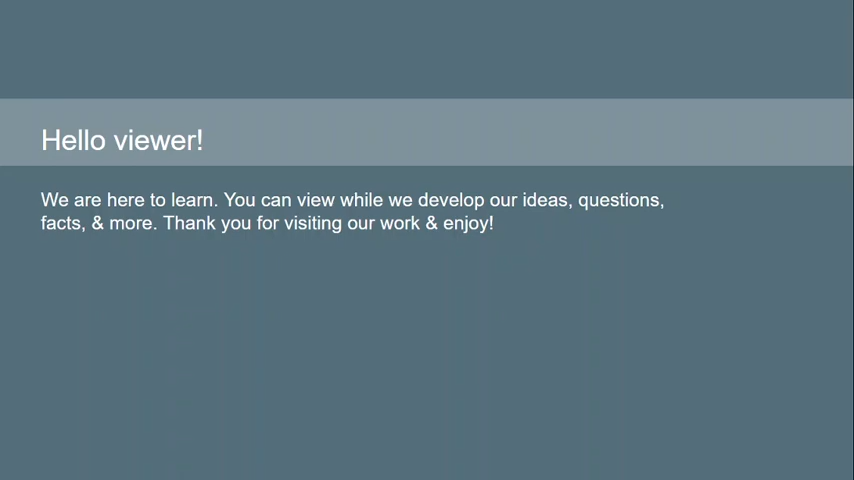 Hello viewer!
We are here to learn. You can view while we develop our ideas, questions,
facts, & more. Thank you for visiting our work & enjoy!